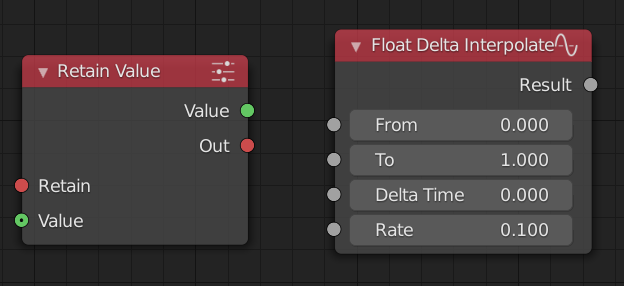 Retain Value
Value
Out
Retain
Value
Float Delta Interpolate
Result
From 0.000
To 1.000
Delta Time 0.000
Rate 0.100